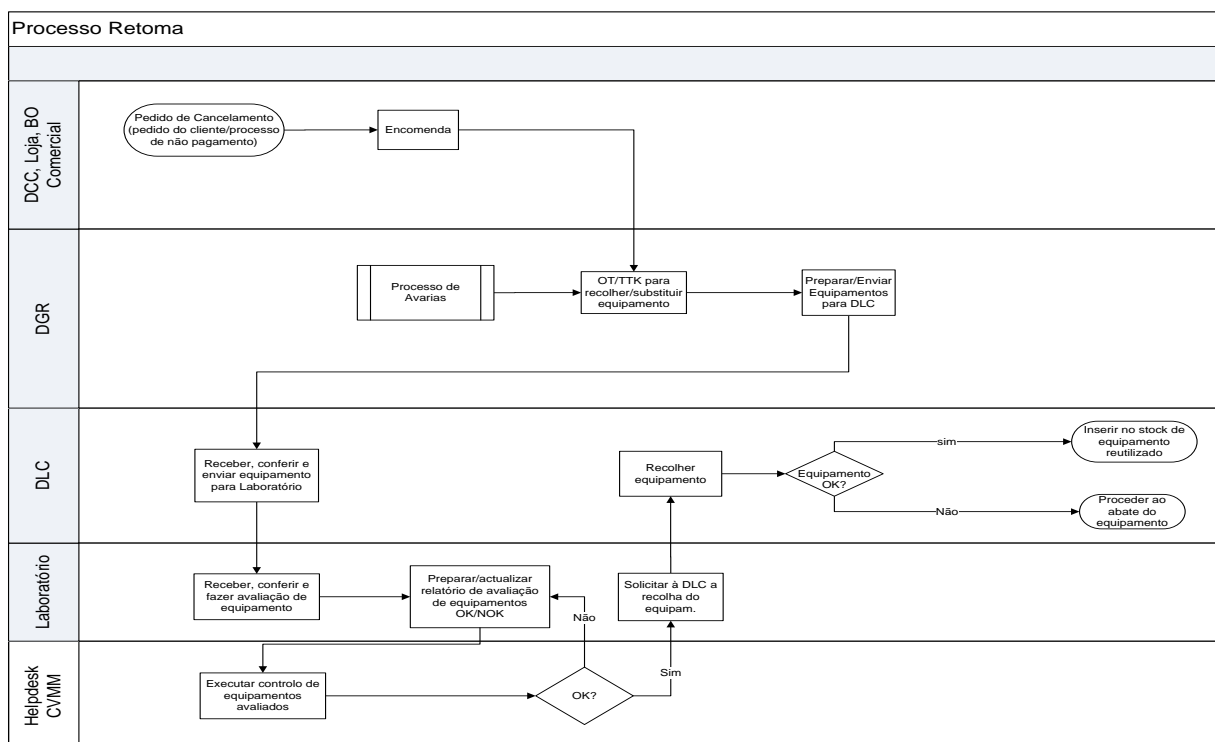 Processo Retoma
DCC, Loja, BO
Comercial
Pedido de Cancelamento
(pedido do cliente/processo
de não pagamento)
Encomenda
DGR
Processo de
Avarias
OT/TTK para
recolher/substituir
equipamento
Preparar/Enviar
Equipamentos
para DLC
DLC
Receber, conferir e
enviar equipamento
para Laboratório
Recolher
equipamento
Equipamento
OK?
sim
Inserir no stock de
equipamento
reutilizado
Não
Proceder ao
abate do
equipamento
Laboratório
Receber, conferir e
fazer avaliação de
equipamento
Preparar/actualizar
relatório de avaliação
de equipamentos
OK/NOK
Não
Solicitar à DLC a
recolha do
equipam.
Helpdesk
CVMM
Executar controlo de
equipamentos
avaliados
OK?
Sim